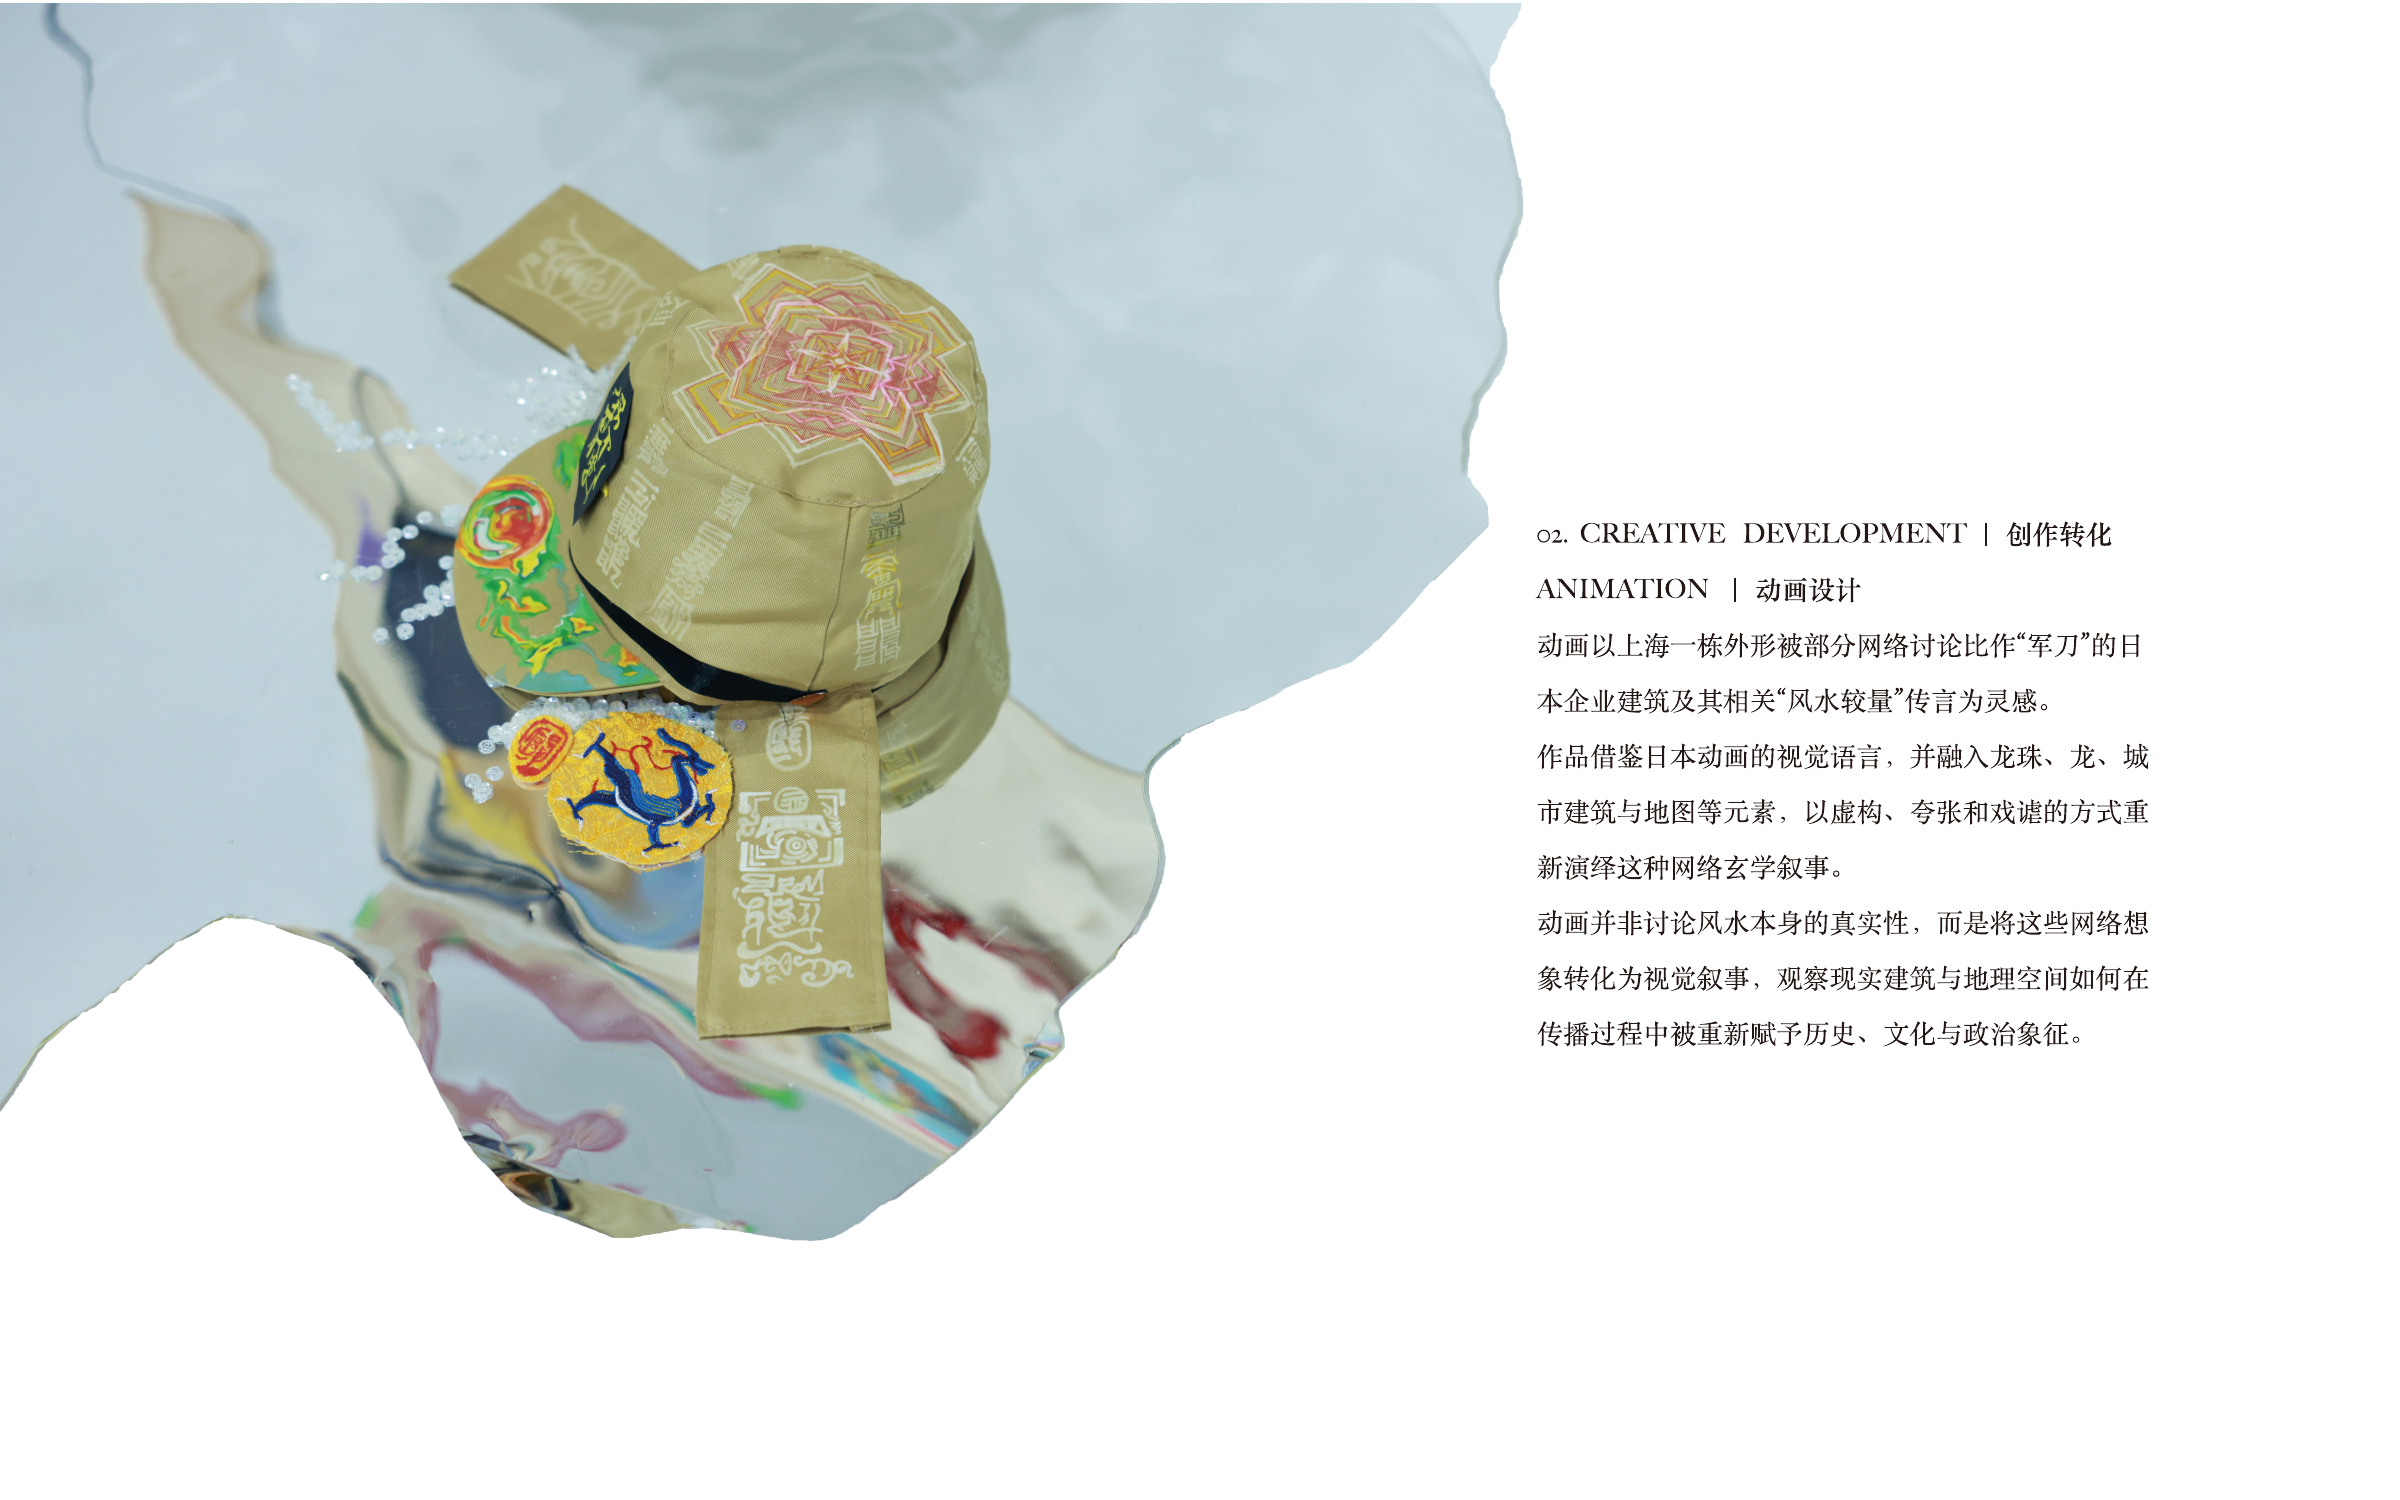 02. CREATIVE DEVELOPMENT | 创作转化
ANIMATION | 动画设计
动画以上海一栋外形被部分网络讨论比作“军刀”的日
本企业建筑及其相关“风水较量”传言为灵感。
作品借鉴日本动画的视觉语言，并融入龙珠、龙、城
市建筑与地图等元素，以虚构、夸张和戏谑的方式重
新演绎这种网络玄学叙事。
动画并非讨论风水本身的真实性，而是将这些网络想
象转化为视觉叙事，观察现实建筑与地理空间如何在
传播过程中被重新赋予历史、文化与政治象征。